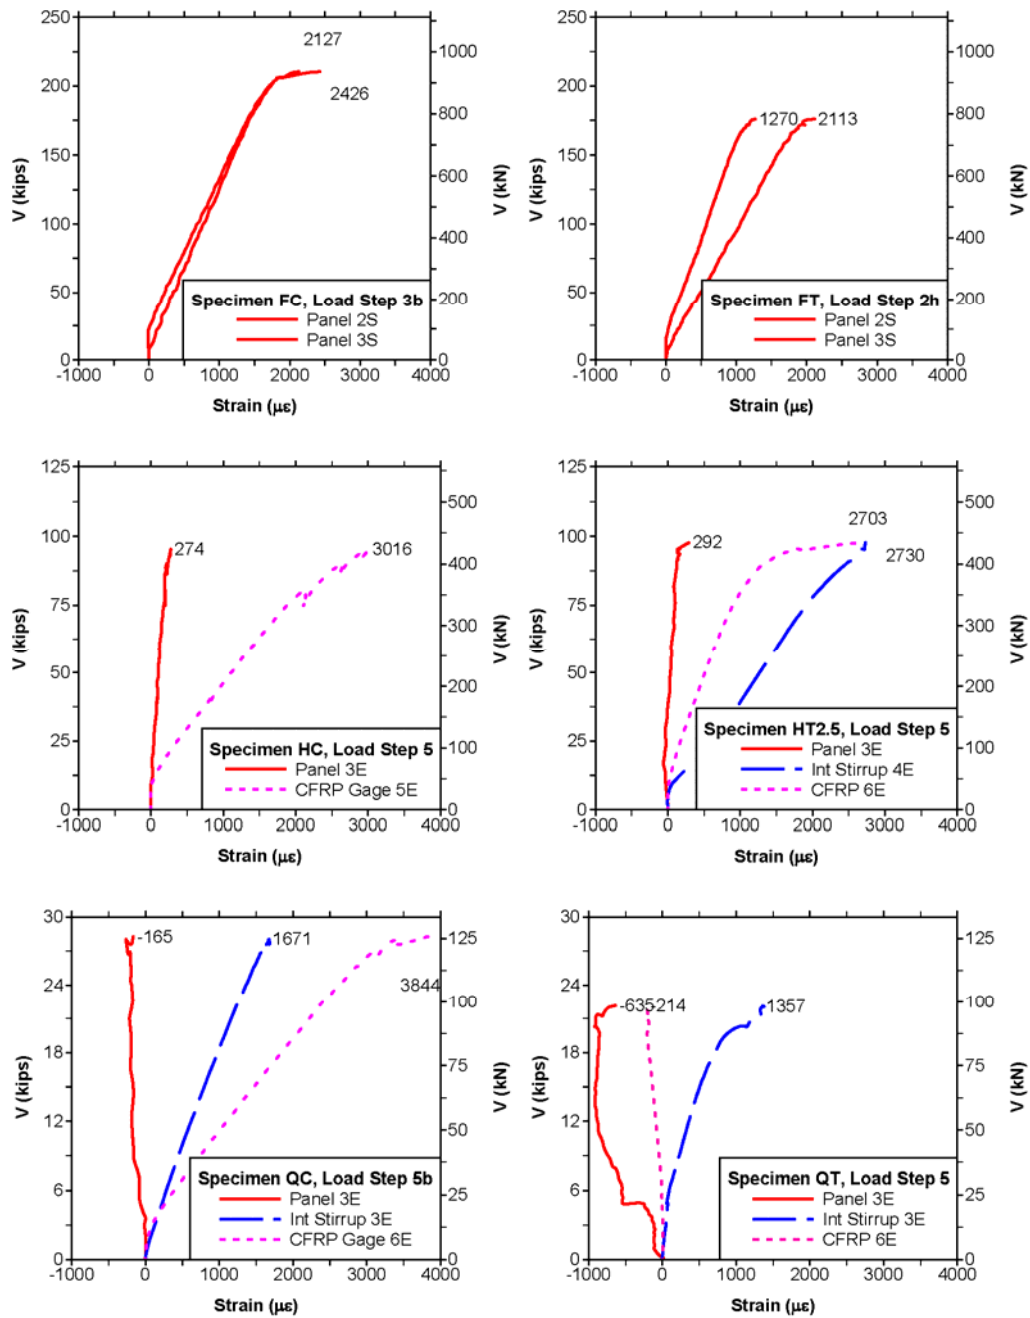 250
200
150
100
50
0
V (kips)
1000
800
600
400
200
0
V (kN)
2127
2426
Specimen FC, Load Step 3b
Panel 2S
Panel 3S
-1000 0 1000 2000 3000 4000
Strain (με)
250
200
150
100
50
0
V (kips)
1000
800
600
400
200
0
V (kN)
1270 2113
Specimen FT, Load Step 2h
Panel 2S
Panel 3S
-1000 0 1000 2000 3000 4000
Strain (με)
125
100
75
50
25
0
V (kips)
500
400
300
200
100
0
V (kN)
274 3016
Specimen HC, Load Step 5
Panel 3E
CFRP Gage 5E
-1000 0 1000 2000 3000 4000
Strain (με)
125
100
75
50
25
0
V (kips)
500
400
300
200
100
0
V (kN)
2703
292
2730
Specimen HT2.5, Load Step 5
Panel 3E
Int Stirrup 4E
CFRP 6E
-1000 0 1000 2000 3000 4000
Strain (με)
30
24
18
12
6
0
V (kips)
125
100
75
50
25
0
V (kN)
-165 1671
3844
Specimen QC, Load Step 5b
Panel 3E
Int Stirrup 3E
CFRP Gage 6E
-1000 0 1000 2000 3000 4000
Strain (με)
30
24
18
12
6
0
V (kips)
125
100
75
50
25
0
V (kN)
-635 -214 1357
Specimen QT, Load Step 5
Panel 3E
Int Stirrup 3E
CFRP 6E
-1000 0 1000 2000 3000 4000
Strain (με)